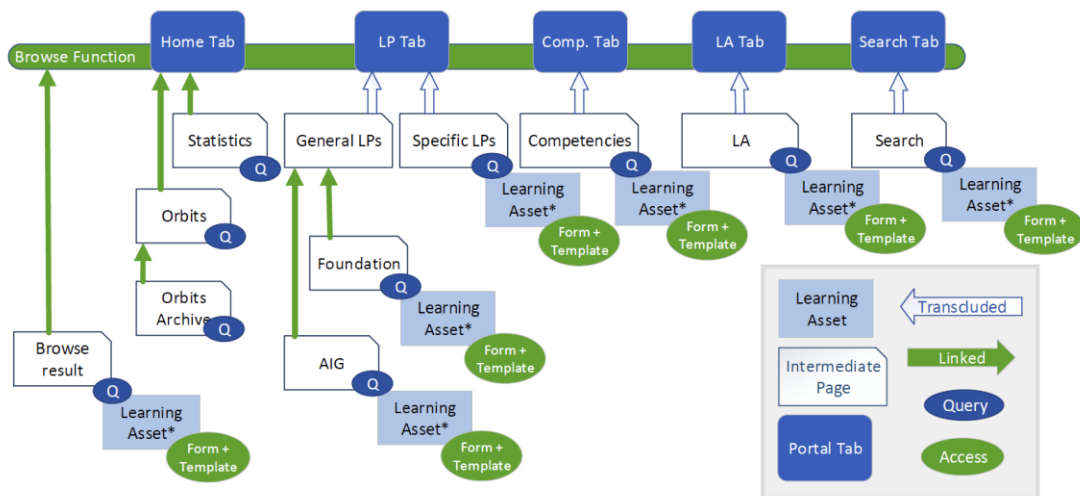 Home Tab
LP Tab
Comp. Tab
LA Tab
Search Tab
Browse Function
Statistics
Q
General LPs
Specific LPs
Q
Learning
Asset*
Form +
Template
Competencies
Q
Learning
Asset*
Form +
Template
LA
Q
Learning
Asset*
Form +
Template
Search
Q
Learning
Asset*
Form +
Template
Orbits
Q
Foundation
Q
Learning
Asset*
Form +
Template
Orbits
Archive
Q
Browse
result
Q
Learning
Asset*
Form +
Template
AIG
Q
Learning
Asset*
Form +
Template
Learning
Asset
Transcluded
Intermediate
Page
Linked
Query
Portal Tab
Access